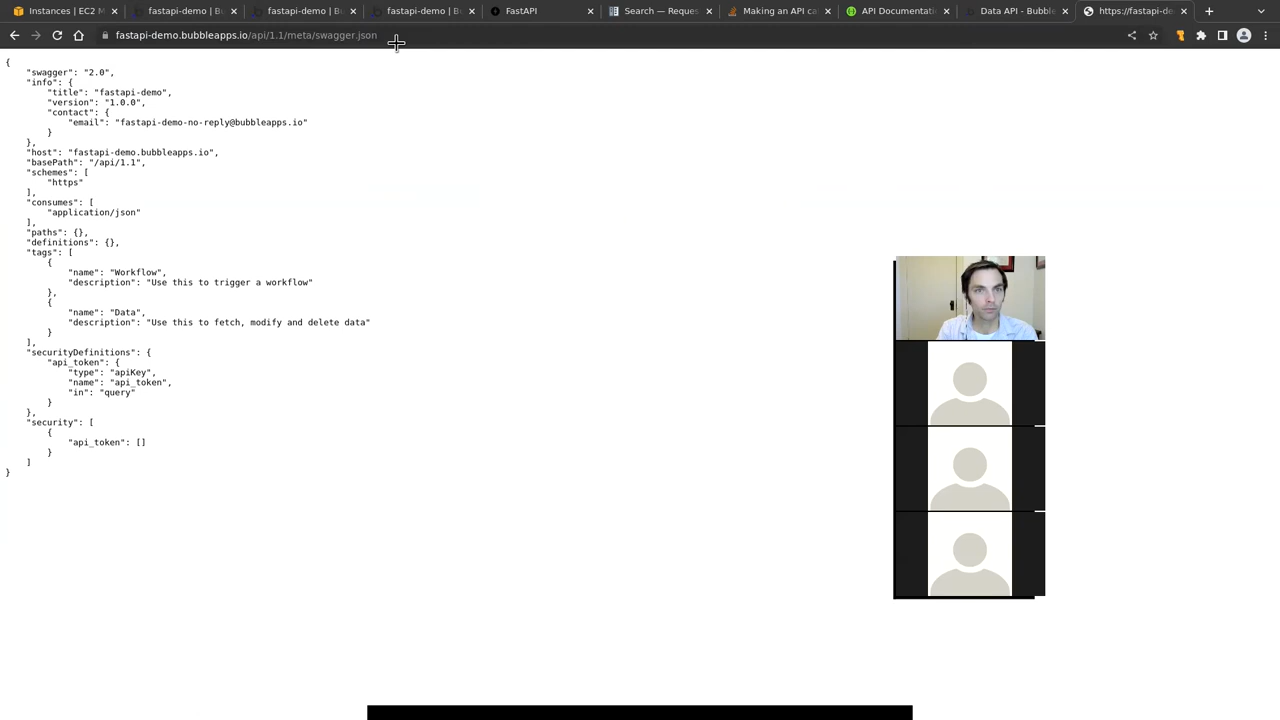 Instances | EC2 M
fastapi-demo | Bu
fastapi-demo | Bu
fastapi-demo | Bu
FastAPI
Search — Reques
Making an API ca
API Documentati
Data API - Bubble
https://fastapi-de
fastapi-demo.bubbleapps.io/api/1.1/meta/swagger.json
{
"swagger": "2.0",
"info": {
"title": "fastapi-demo",
"version": "1.0.0",
"contact": {
"email": "fastapi-demo-no-reply@bubbleapps.io"
}
},
"host": "fastapi-demo.bubbleapps.io",
"basePath": "/api/1.1",
"schemes": [
"https"
],
"consumes": [
"application/json"
],
"paths": {},
"definitions": {},
"tags": [
{
"name": "Workflow",
"description": "Use this to trigger a workflow"
},
{
"name": "Data",
"description": "Use this to fetch, modify and delete data"
}
],
"securityDefinitions": {
"api_token": {
"type": "apiKey",
"name": "api_token",
"in": "query"
}
},
"security": [
{
"api_token": []
}
]
}